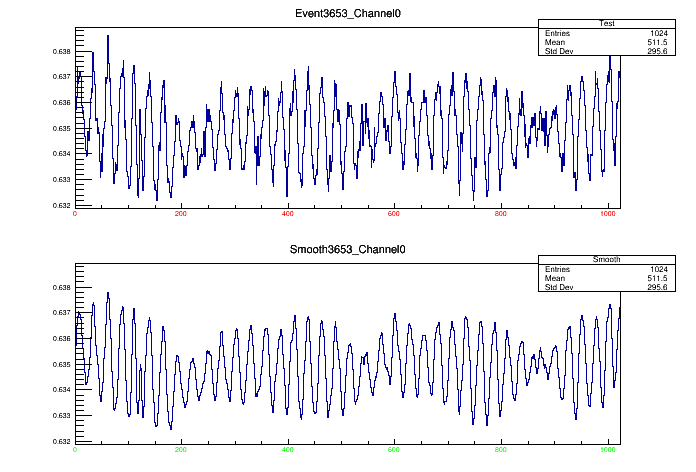 Event3653_Channel0
Test
Entries 1024
Mean 511.5
Std Dev 295.6
0.638
0.637
0.636
0.635
0.634
0.633
0.632
0 200 400 600 800 1000
Smooth3653_Channel0
Smooth
Entries 1024
Mean 511.5
Std Dev 295.6
0.638
0.637
0.636
0.635
0.634
0.633
0.632
0 200 400 600 800 1000